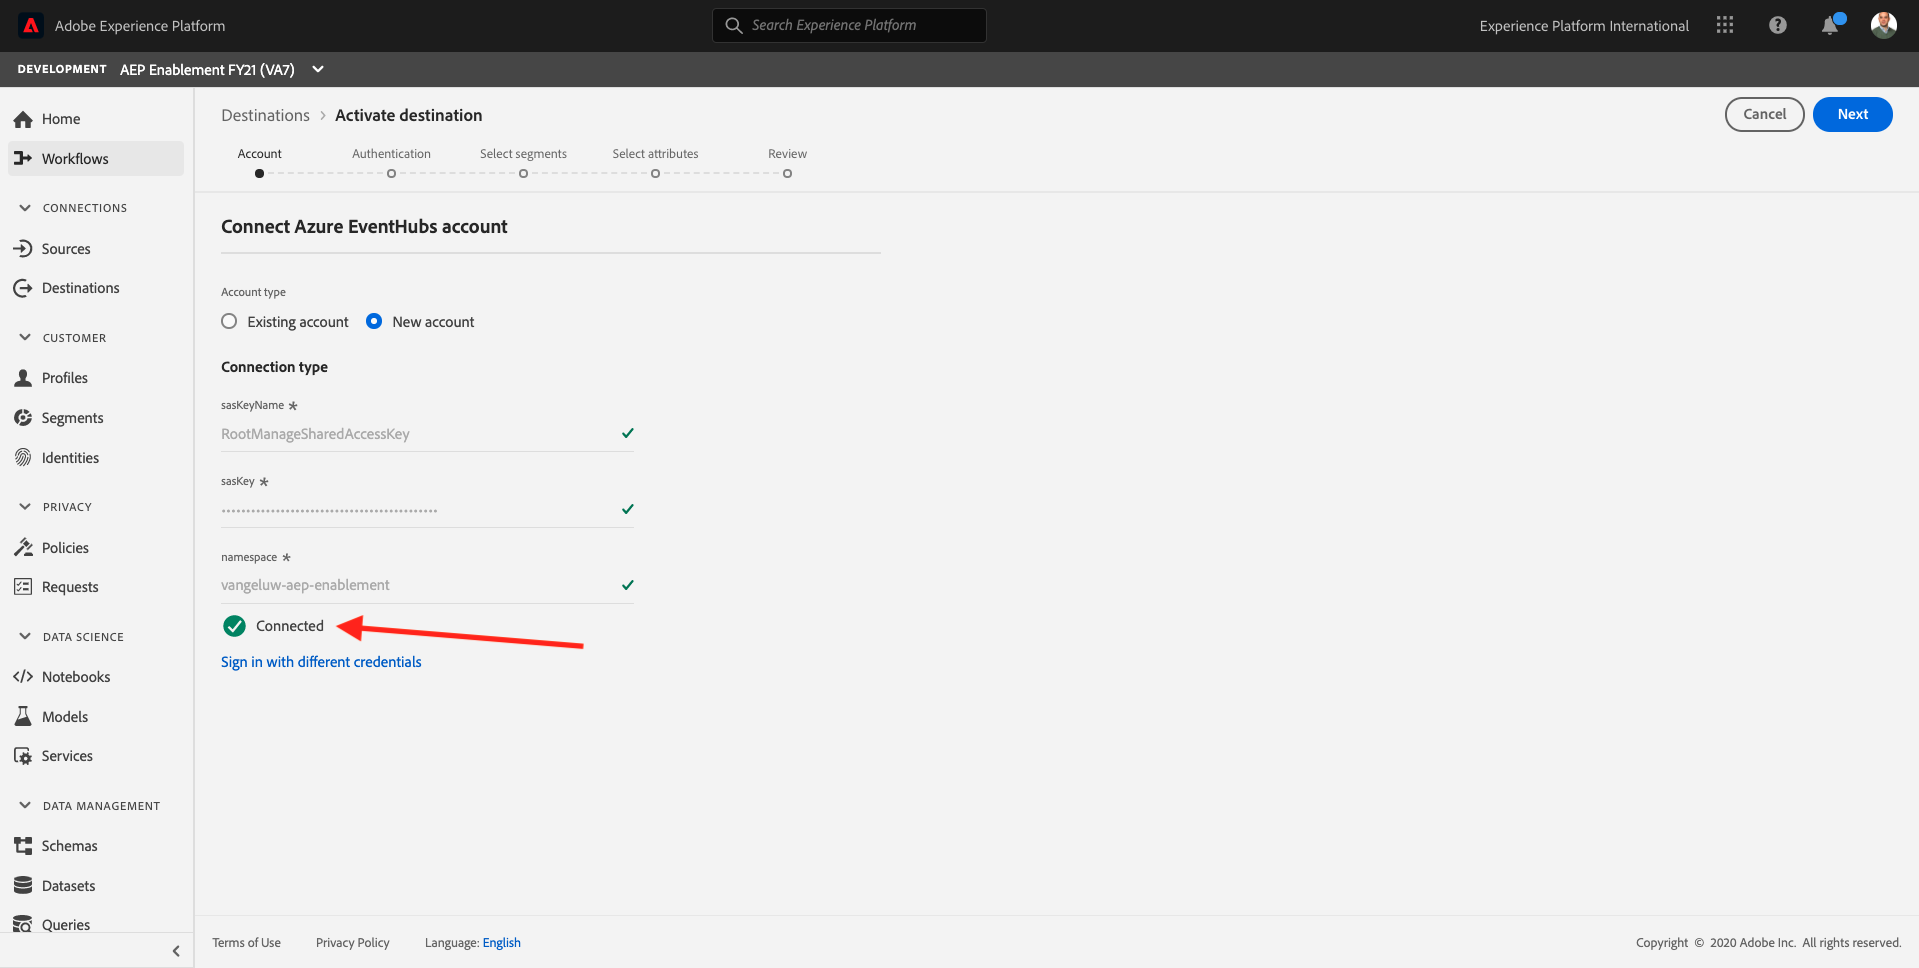 Adobe Experience Platform
Search Experience Platform
Experience Platform International
DEVELOPMENT AEP Enablement FY21 (VA7)
Home
Workflows
CONNECTIONS
Sources
Destinations
CUSTOMER
Profiles
Segments
Identities
PRIVACY
Policies
Requests
DATA SCIENCE
Notebooks
Models
Services
DATA MANAGEMENT
Schemas
Datasets
Queries
Destinations > Activate destination
Cancel
Next
Account
Authentication
Select segments
Select attributes
Review
Connect Azure EventHubs account
Account type
Existing account
New account
Connection type
sasKeyName *
RootManageSharedAccessKey
sasKey *
namespace *
vangeluw-aep-enablement
Connected
Sign in with different credentials
Terms of Use
Privacy Policy
Language: English
Copyright © 2020 Adobe Inc. All rights reserved.